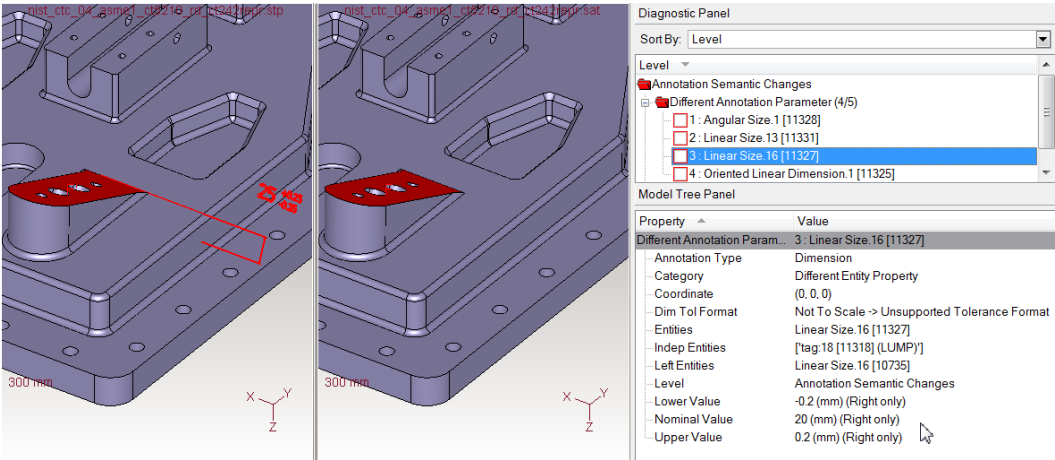 nist_ctc_04_asme1_ct5210_rd_ct242repr.stp
nist_ctc_04_asme1_ct5210_rd_ct242repr.sat
300 mm
X
Y
Z
300 mm
X
Y
Z
Diagnostic Panel
Sort By: Level
Level
Annotation Semantic Changes
Different Annotation Parameter (4/5)
1 : Angular Size.1 [11328]
2 : Linear Size.13 [11331]
3 : Linear Size.16 [11327]
4 : Oriented Linear Dimension.1 [11325]
Model Tree Panel
Property Value
Different Annotation Param... 3 : Linear Size.16 [11327]
Annotation Type Dimension
Category Different Entity Property
Coordinate (0, 0, 0)
Dim Tol Format Not To Scale -> Unsupported Tolerance Format
Entities Linear Size.16 [11327]
Indep Entities ['tag:18 [11318] (LUMP)']
Left Entities Linear Size.16 [10735]
Level Annotation Semantic Changes
Lower Value -0.2 (mm) (Right only)
Nominal Value 20 (mm) (Right only)
Upper Value 0.2 (mm) (Right only)